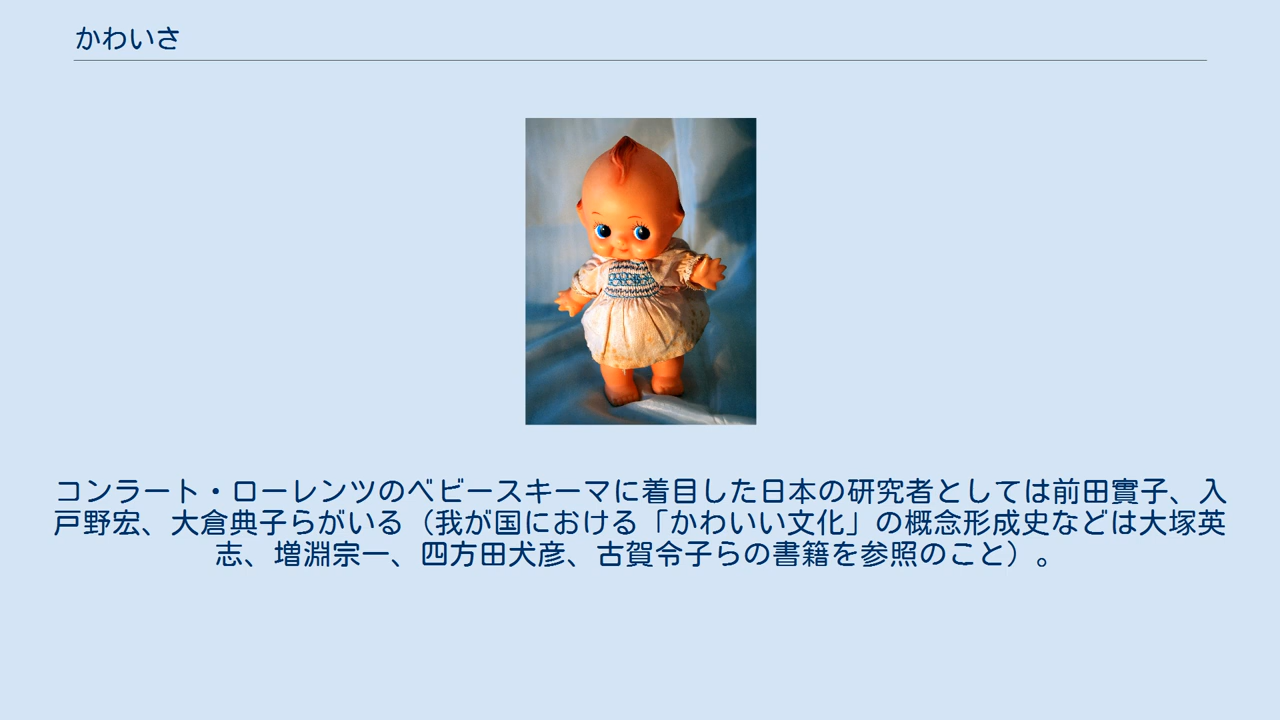 かわいさ
コンラート・ローレンツのベビースキーマに着目した日本の研究者としては前田實子、入
戸野宏、大倉典子らがいる（我が国における「かわいい文化」の概念形成史などは大塚英
志、増淵宗一、四方田犬彦、古賀令子らの書籍を参照のこと）。